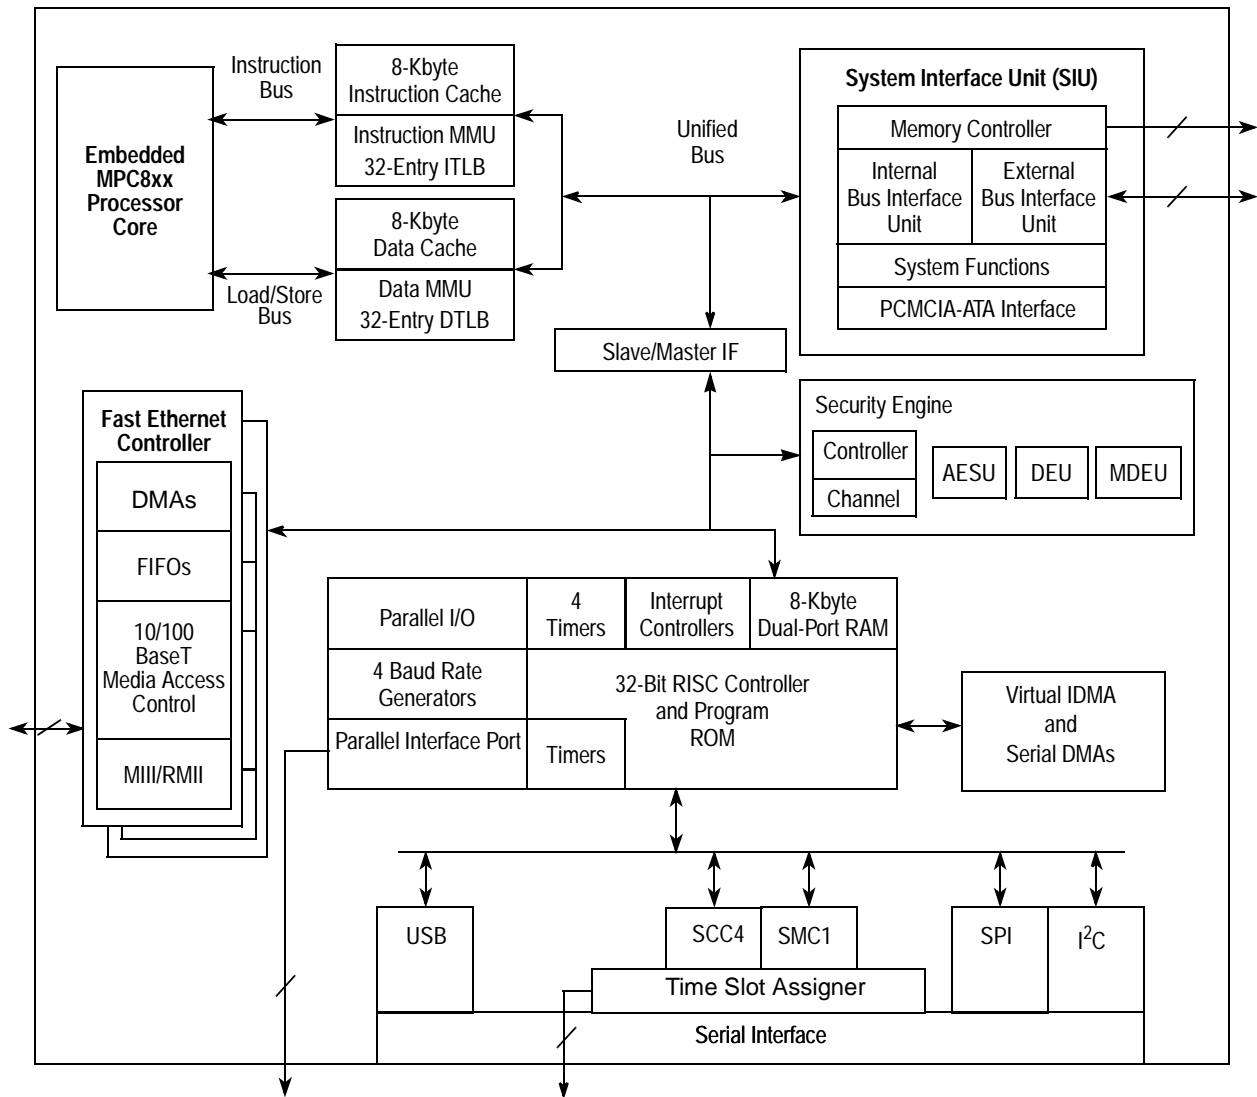 Instruction
Bus
8-Kbyte
Instruction Cache
Instruction MMU
32-Entry ITLB
Embedded
MPC8xx
Processor
Core
8-Kbyte
Data Cache
Data MMU
32-Entry DTLB
Load/Store
Bus
Unified
Bus
System Interface Unit (SIU)
Memory Controller
Internal
Bus Interface
Unit
External
Bus Interface
Unit
System Functions
PCMCIA-ATA Interface
Slave/Master IF
Security Engine
Controller
Channel
AESU
DEU
MDEU
Fast Ethernet
Controller
DMAs
FIFOs
10/100
BaseT
Media Access
Control
MIII/RMII
Parallel I/O
4
Timers
Interrupt
Controllers
8-Kbyte
Dual-Port RAM
4 Baud Rate
Generators
32-Bit RISC Controller
and Program
ROM
Parallel Interface Port
Timers
Virtual IDMA
and
Serial DMAs
USB
SCC4
SMC1
SPI
I2C
Time Slot Assigner
Serial Interface